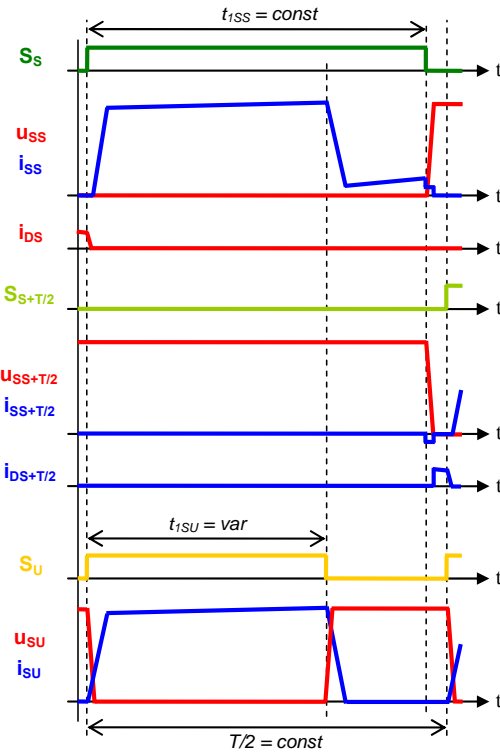 t1SS = const
SS
t
uSS
iSS
t
iDS
t
SS+T/2
t
uSS+T/2
iSS+T/2
t
iDS+T/2
t
t1SU = var
SU
t
uSU
iSU
t
T/2 = const